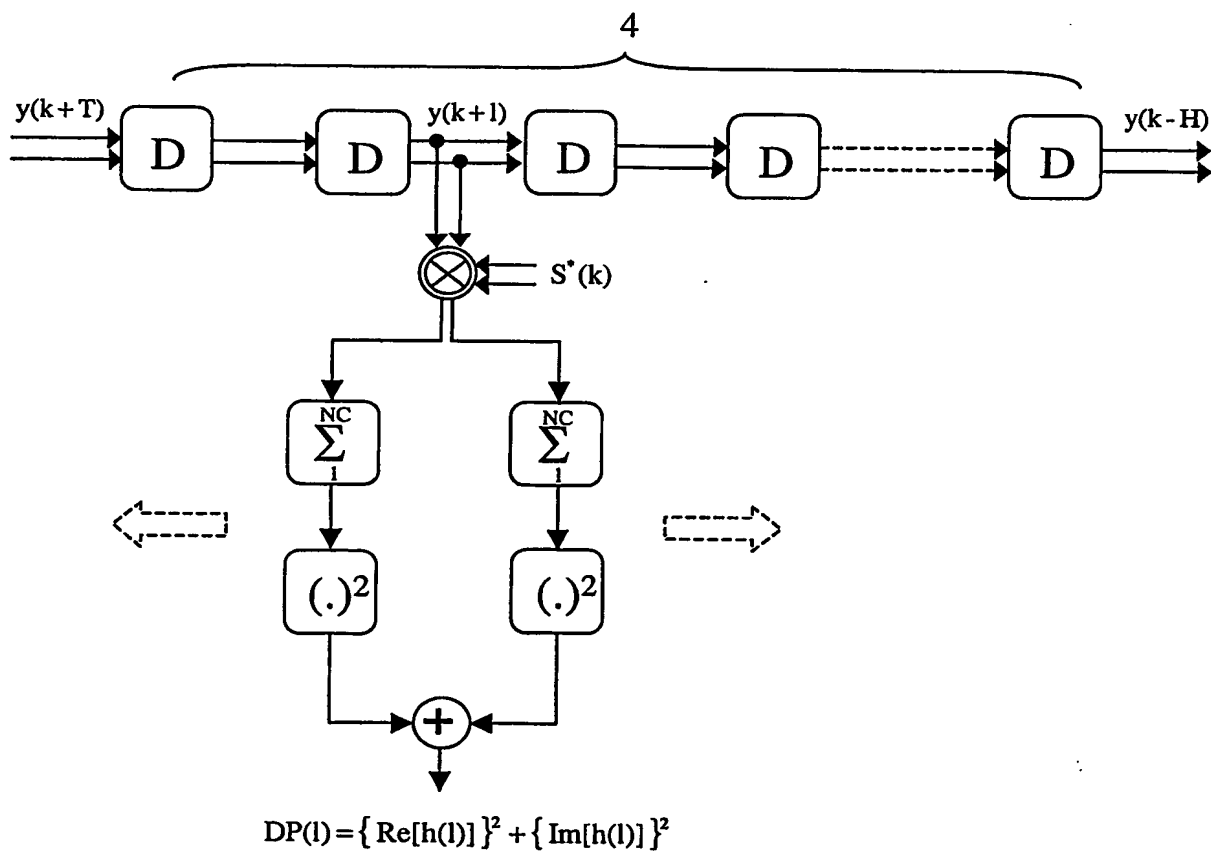 4
y(k+T)
y(k+l)
y(k-H)
D
D
D
D
D
S*(k)
NC
∑
1
NC
∑
1
(.)²
(.)²
+
DP(l)={Re[h(l)]}²+{Im[h(l)]}²